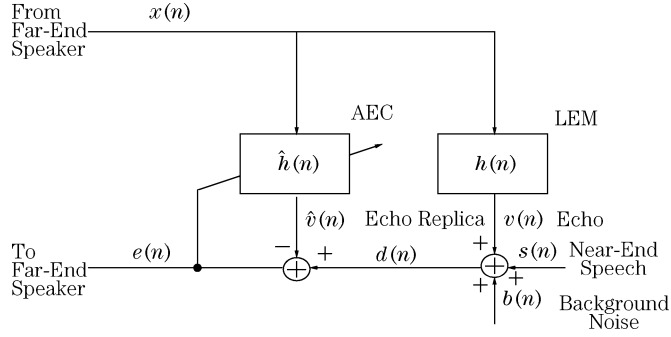 From
Far-End
Speaker
x(n)
AEC
LEM
ĥ(n)
h(n)
v̂(n)
Echo Replica
v(n)
Echo
To
Far-End
Speaker
e(n)
−
+
+
d(n)
+
+
+
s(n)
Near-End
Speech
+
+
b(n)
Background
Noise